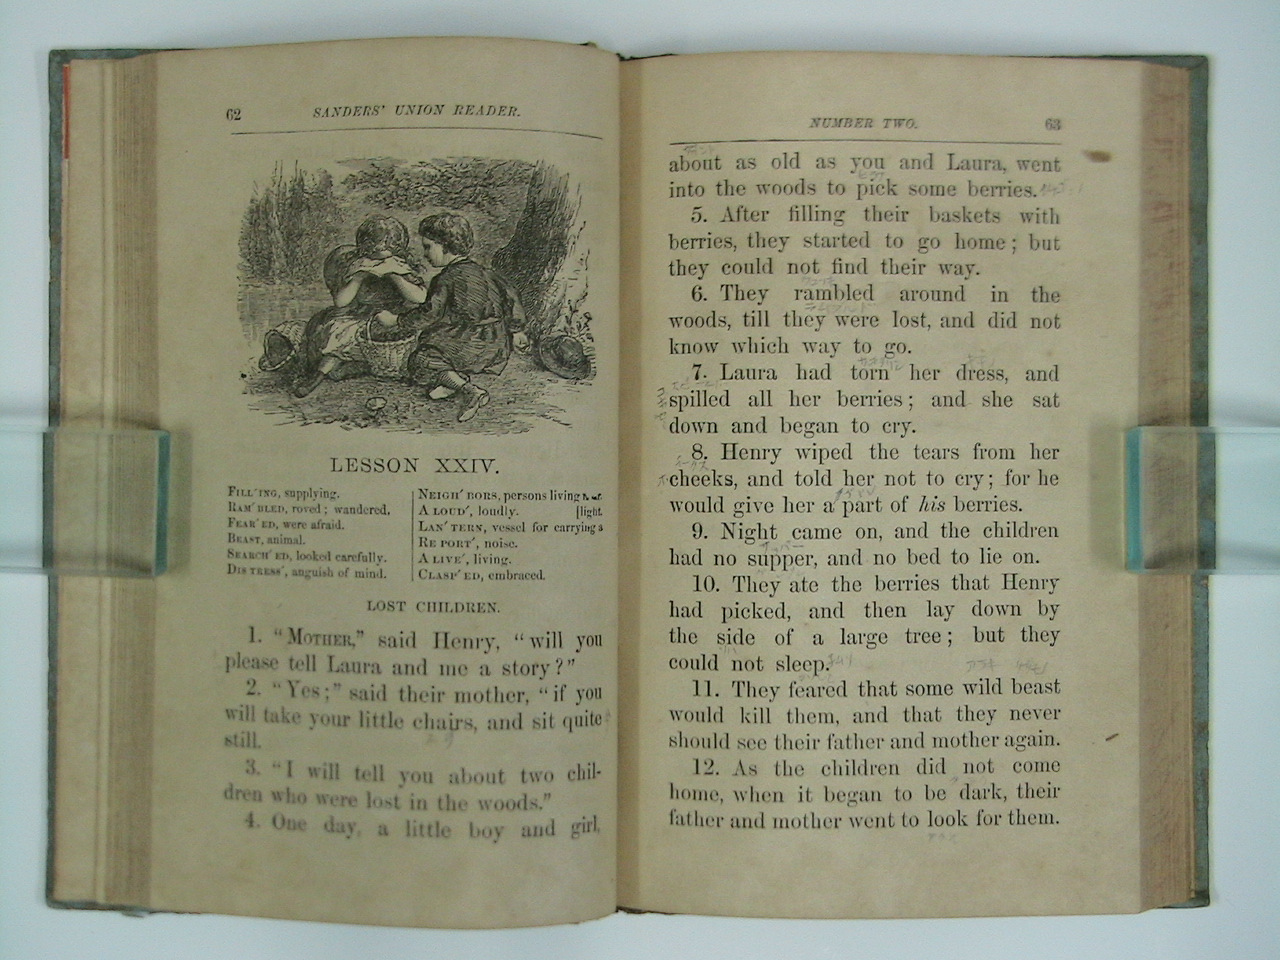 62
SANDERS' UNION READER.
LESSON XXIV.
FILL'ING, supplying.
RAM'BLED, roved; wandered.
FEAR'ED, were afraid.
BEAST, animal.
SEARCH'ED, looked carefully.
DIS TRESS', anguish of mind.
NEIGH'BORS, persons living
A LOUD', loudly. [light.
LAN'TERN, vessel for carrying a
RE PORT', noise.
A LIVE', living.
CLASP'ED, embraced.
LOST CHILDREN.
1. "MOTHER," said Henry, "will you
please tell Laura and me a story?"
2. "Yes;" said their mother, "if you
will take your little chairs, and sit quite
still.
3. "I will tell you about two chil-
dren who were lost in the woods."
4. One day, a little boy and girl,
NUMBER TWO.
63
about as old as you and Laura, went
into the woods to pick some berries.
5. After filling their baskets with
berries, they started to go home; but
they could not find their way.
6. They rambled around in the
woods, till they were lost, and did not
know which way to go.
7. Laura had torn her dress, and
spilled all her berries; and she sat
down and began to cry.
8. Henry wiped the tears from her
cheeks, and told her not to cry; for he
would give her a part of his berries.
9. Night came on, and the children
had no supper, and no bed to lie on.
10. They ate the berries that Henry
had picked, and then lay down by
the side of a large tree; but they
could not sleep.
11. They feared that some wild beast
would kill them, and that they never
should see their father and mother again.
12. As the children did not come
home, when it began to be dark, their
father and mother went to look for them.